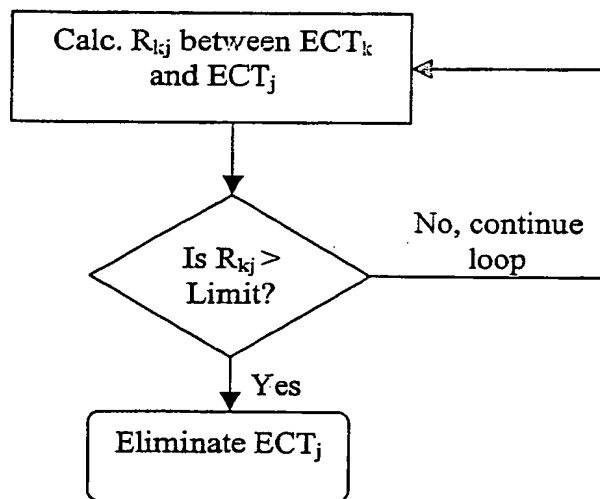 Calc. Rₖⱼ between ECTₖ
and ECTⱼ
Is Rₖⱼ >
Limit?
No, continue
loop
Yes
Eliminate ECTⱼ